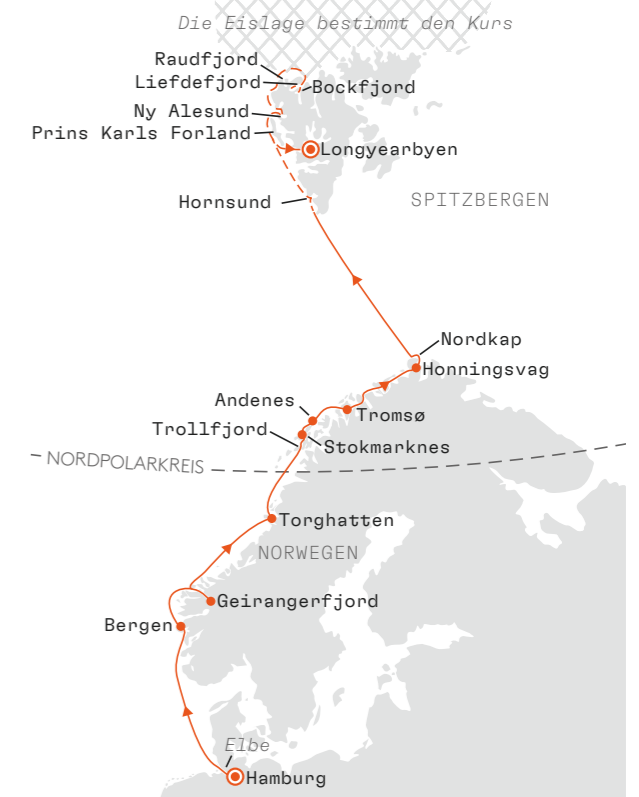 Die Eislage bestimmt den Kurs
Raudfjord
Liefdefjord
Bockfjord
Ny Alesund
Prins Karls Forland
Longyearbyen
Hornsund
SPITZBERGEN
Nordkap
Honningsvag
Andenes
Tromsø
Trollfjord
Stokmarknes
NORDPOLARKREIS
Torghatten
NORWEGEN
Geirangerfjord
Bergen
Elbe
Hamburg